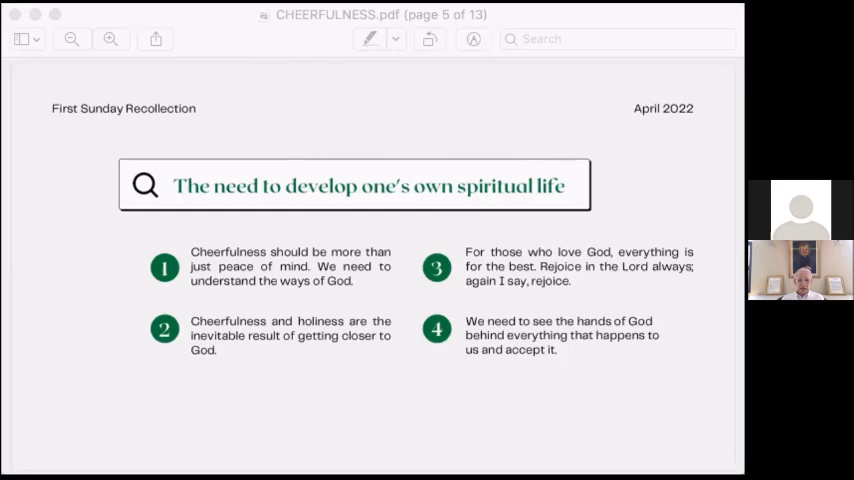 CHEERFULNESS.pdf (page 5 of 13)
Search
First Sunday Recollection
April 2022
The need to develop one's own spiritual life
1
Cheerfulness should be more than
just peace of mind. We need to
understand the ways of God.
2
Cheerfulness and holiness are the
inevitable result of getting closer to
God.
3
For those who love God, everything is
for the best. Rejoice in the Lord always;
again I say, rejoice.
4
We need to see the hands of God
behind everything that happens to
us and accept it.